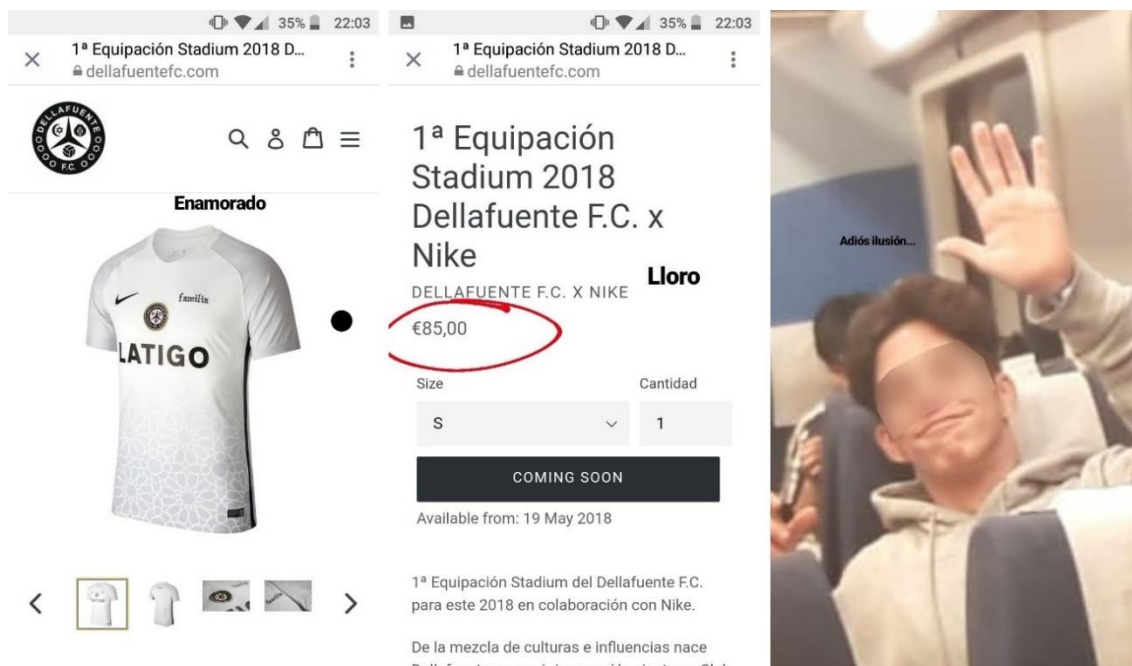 35% 22:03
1ª Equipación Stadium 2018 D...
dellafuentefc.com
DELLAFUENTE
F.C.
Enamorado
familia
LATIGO
35% 22:03
1ª Equipación Stadium 2018 D...
dellafuentefc.com
1ª Equipación
Stadium 2018
Dellafuente F.C. x
Nike
Lloro
DELLAFUENTE F.C. X NIKE
€85,00
Size Cantidad
S 1
COMING SOON
Available from: 19 May 2018
1ª Equipación Stadium del Dellafuente F.C.
para este 2018 en colaboración con Nike.
De la mezcla de culturas e influencias nace
Adiós ilusión...